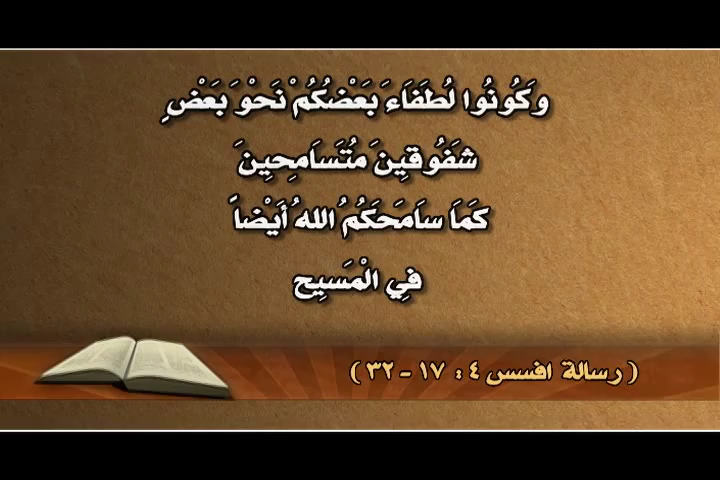 وَكُونُوا لُطَفَاءَ بَعْضُكُمْ نَحْوَ بَعْضٍ
شَفُوقِينَ مُتَسَامِحِينَ
كَمَا سَامَحَكُمُ اللهُ أَيْضاً
فِي الْمَسِيحِ
( رسالة افسس ٤ : ١٧ - ٣٢ )